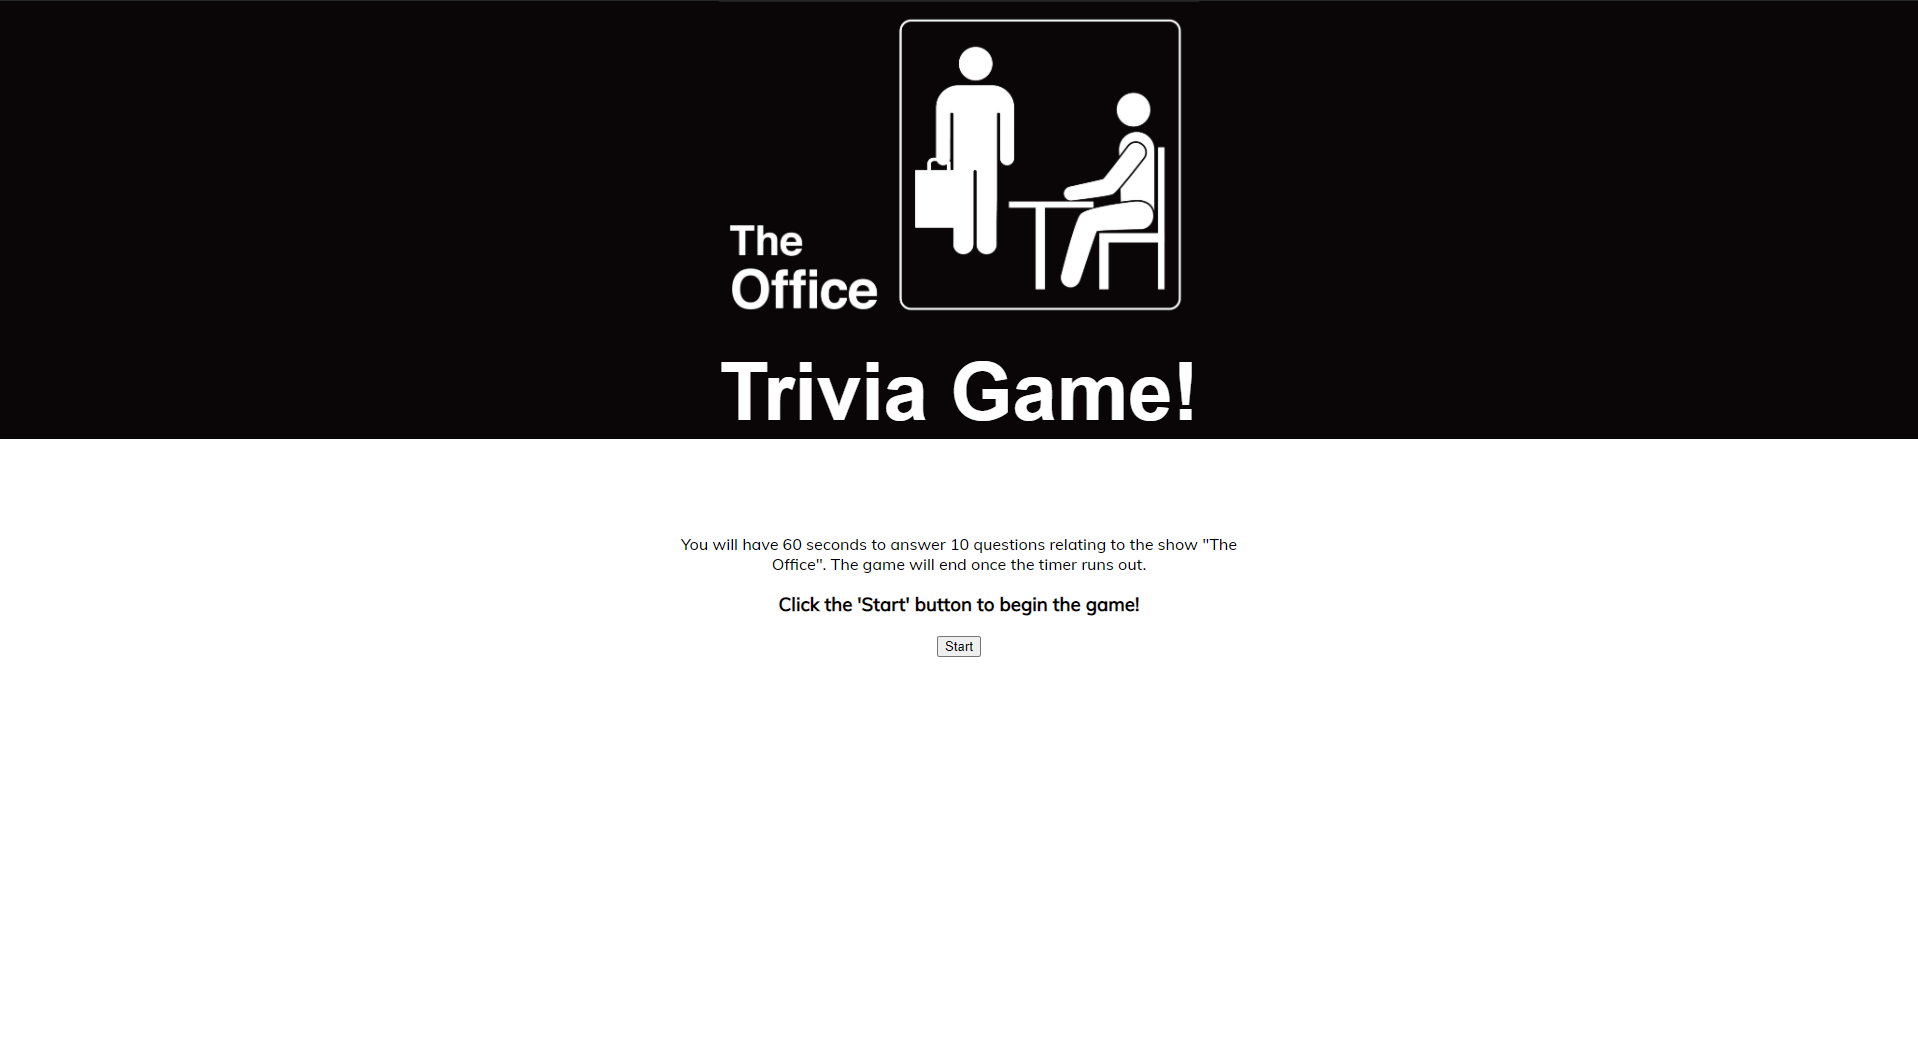 The
Office
Trivia Game!
You will have 60 seconds to answer 10 questions relating to the show "The
Office". The game will end once the timer runs out.
Click the 'Start' button to begin the game!
Start